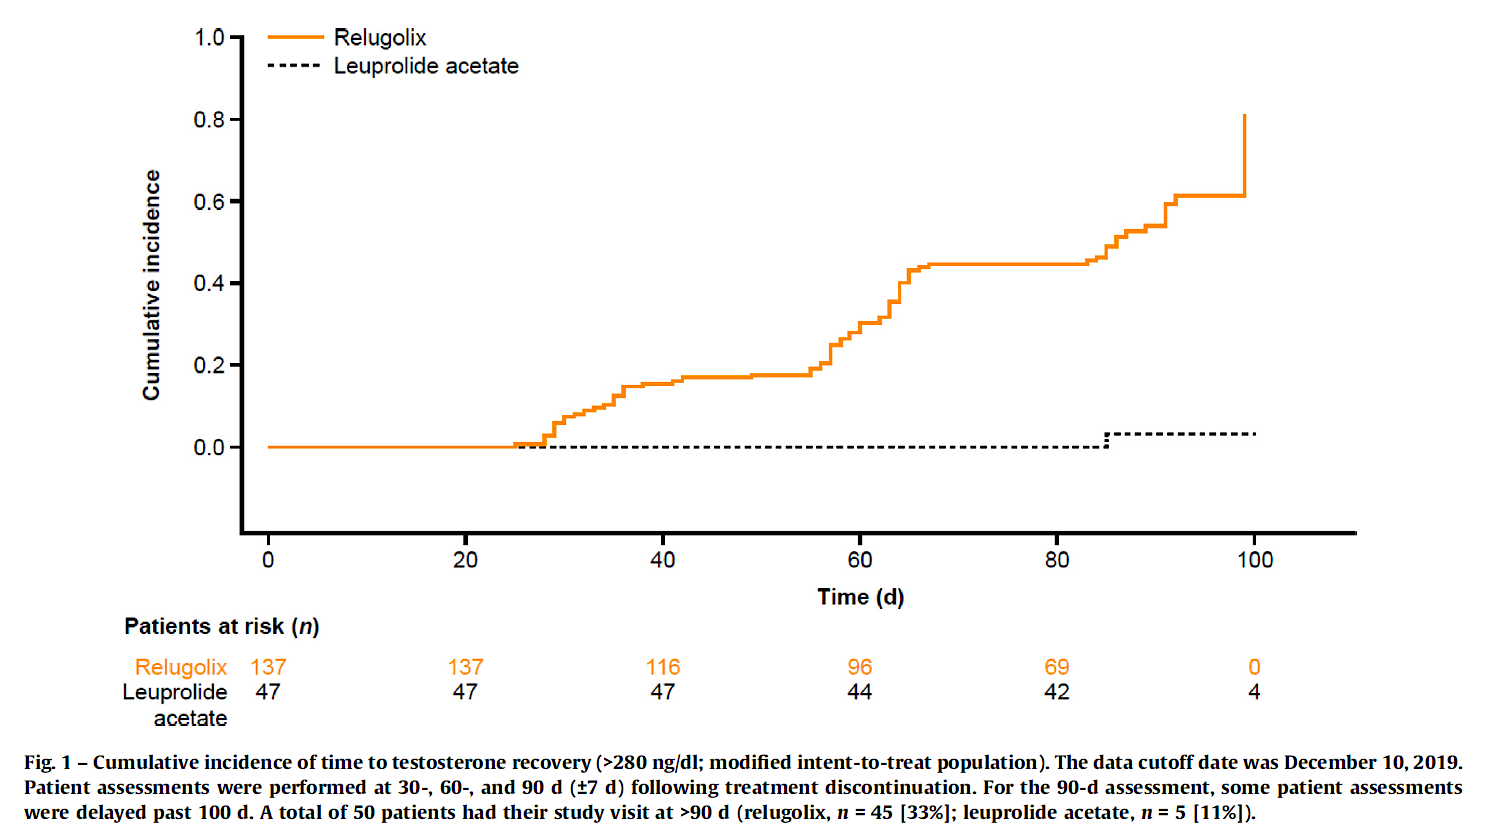 1.0
Relugolix
Leuprolide acetate
0.8
0.6
0.4
0.2
0.0
Cumulative incidence
0 20 40 60 80 100
Time (d)
Patients at risk (n)
Relugolix 137 137 116 96 69 0
Leuprolide 47 47 47 44 42 4
acetate
Fig. 1 – Cumulative incidence of time to testosterone recovery (>280 ng/dl; modified intent-to-treat population). The data cutoff date was December 10, 2019.
Patient assessments were performed at 30-, 60-, and 90 d (±7 d) following treatment discontinuation. For the 90-d assessment, some patient assessments
were delayed past 100 d. A total of 50 patients had their study visit at >90 d (relugolix, n = 45 [33%]; leuprolide acetate, n = 5 [11%]).